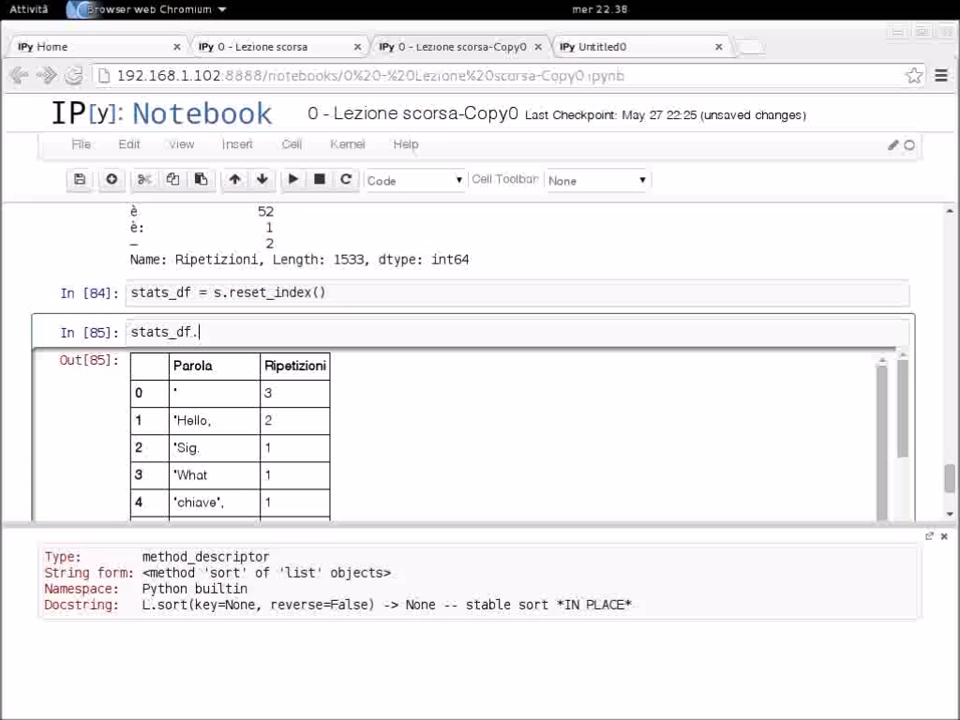 Attività
Browser web Chromium
mer 22.38
IPy Home
IPy 0 - Lezione scorsa
IPy 0 - Lezione scorsa-Copy0
IPy Untitled0
192.168.1.102:8888/notebooks/0%20-%20Lezione%20scorsa-Copy0.ipynb
IP[y]: Notebook
0 - Lezione scorsa-Copy0 Last Checkpoint: May 27 22:25 (unsaved changes)
File Edit View Insert Cell Kernel Help
Code
Cell Toolbar:
None
è 52
è: 1
— 2
Name: Ripetizioni, Length: 1533, dtype: int64
In [84]: stats_df = s.reset_index()
In [85]: stats_df.
Out[85]:
Parola Ripetizioni
0 " 3
1 "Hello, 2
2 "Sig. 1
3 "What 1
4 "chiave", 1
Type: method_descriptor
String form: <method 'sort' of 'list' objects>
Namespace: Python builtin
Docstring: L.sort(key=None, reverse=False) -> None -- stable sort *IN PLACE*